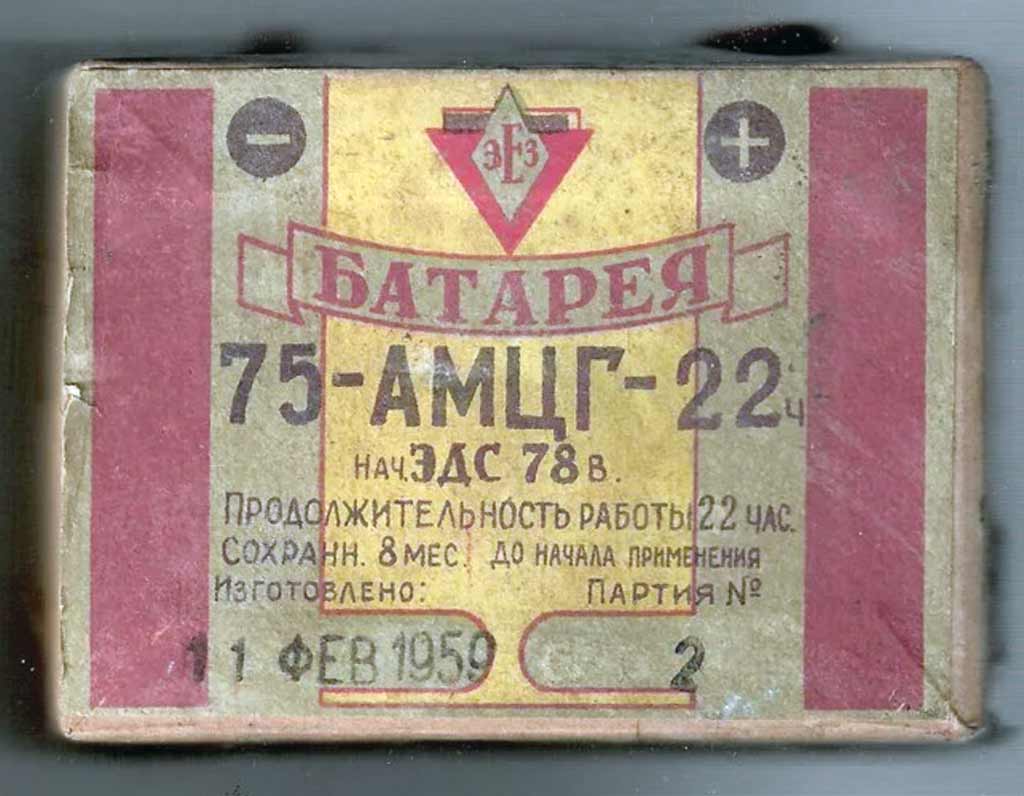 − +
ЭЕЗ
БАТАРЕЯ
75-АМЦГ-22ч
НАЧ. ЭДС 78 В.
ПРОДОЛЖИТЕЛЬНОСТЬ РАБОТЫ 22 ЧАС.
СОХРАНН. 8 МЕС. ДО НАЧАЛА ПРИМЕНЕНИЯ
ИЗГОТОВЛЕНО: ПАРТИЯ №
11 ФЕВ 1959 2